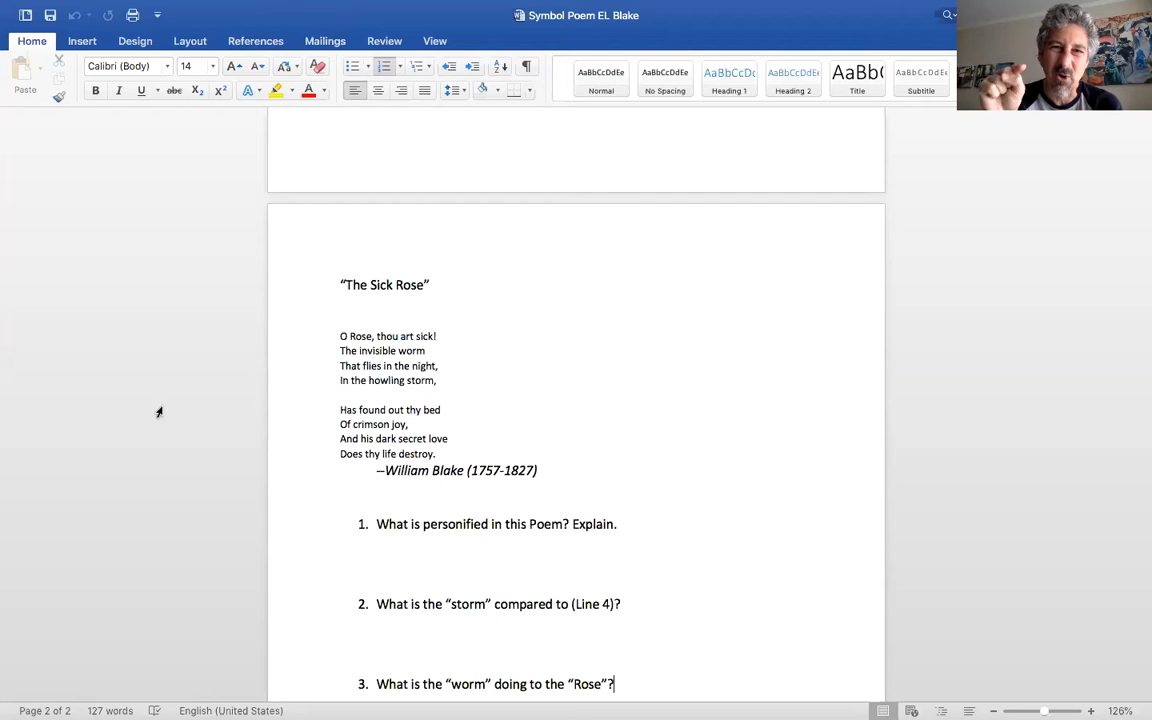 Symbol Poem EL Blake
Home Insert Design Layout References Mailings Review View
Paste
Calibri (Body) 14
B I U abc X₂ X² A A
AaBbCcDdEe AaBbCcDdEe AaBbCcDc AaBbCcDdEe AaBb( AaBbCcDdEe
Normal No Spacing Heading 1 Heading 2 Title Subtitle
“The Sick Rose”
O Rose, thou art sick!
The invisible worm
That flies in the night,
In the howling storm,
Has found out thy bed
Of crimson joy,
And his dark secret love
Does thy life destroy.
--William Blake (1757-1827)
1. What is personified in this Poem? Explain.
2. What is the “storm” compared to (Line 4)?
3. What is the “worm” doing to the “Rose”?
Page 2 of 2 127 words English (United States) 126%